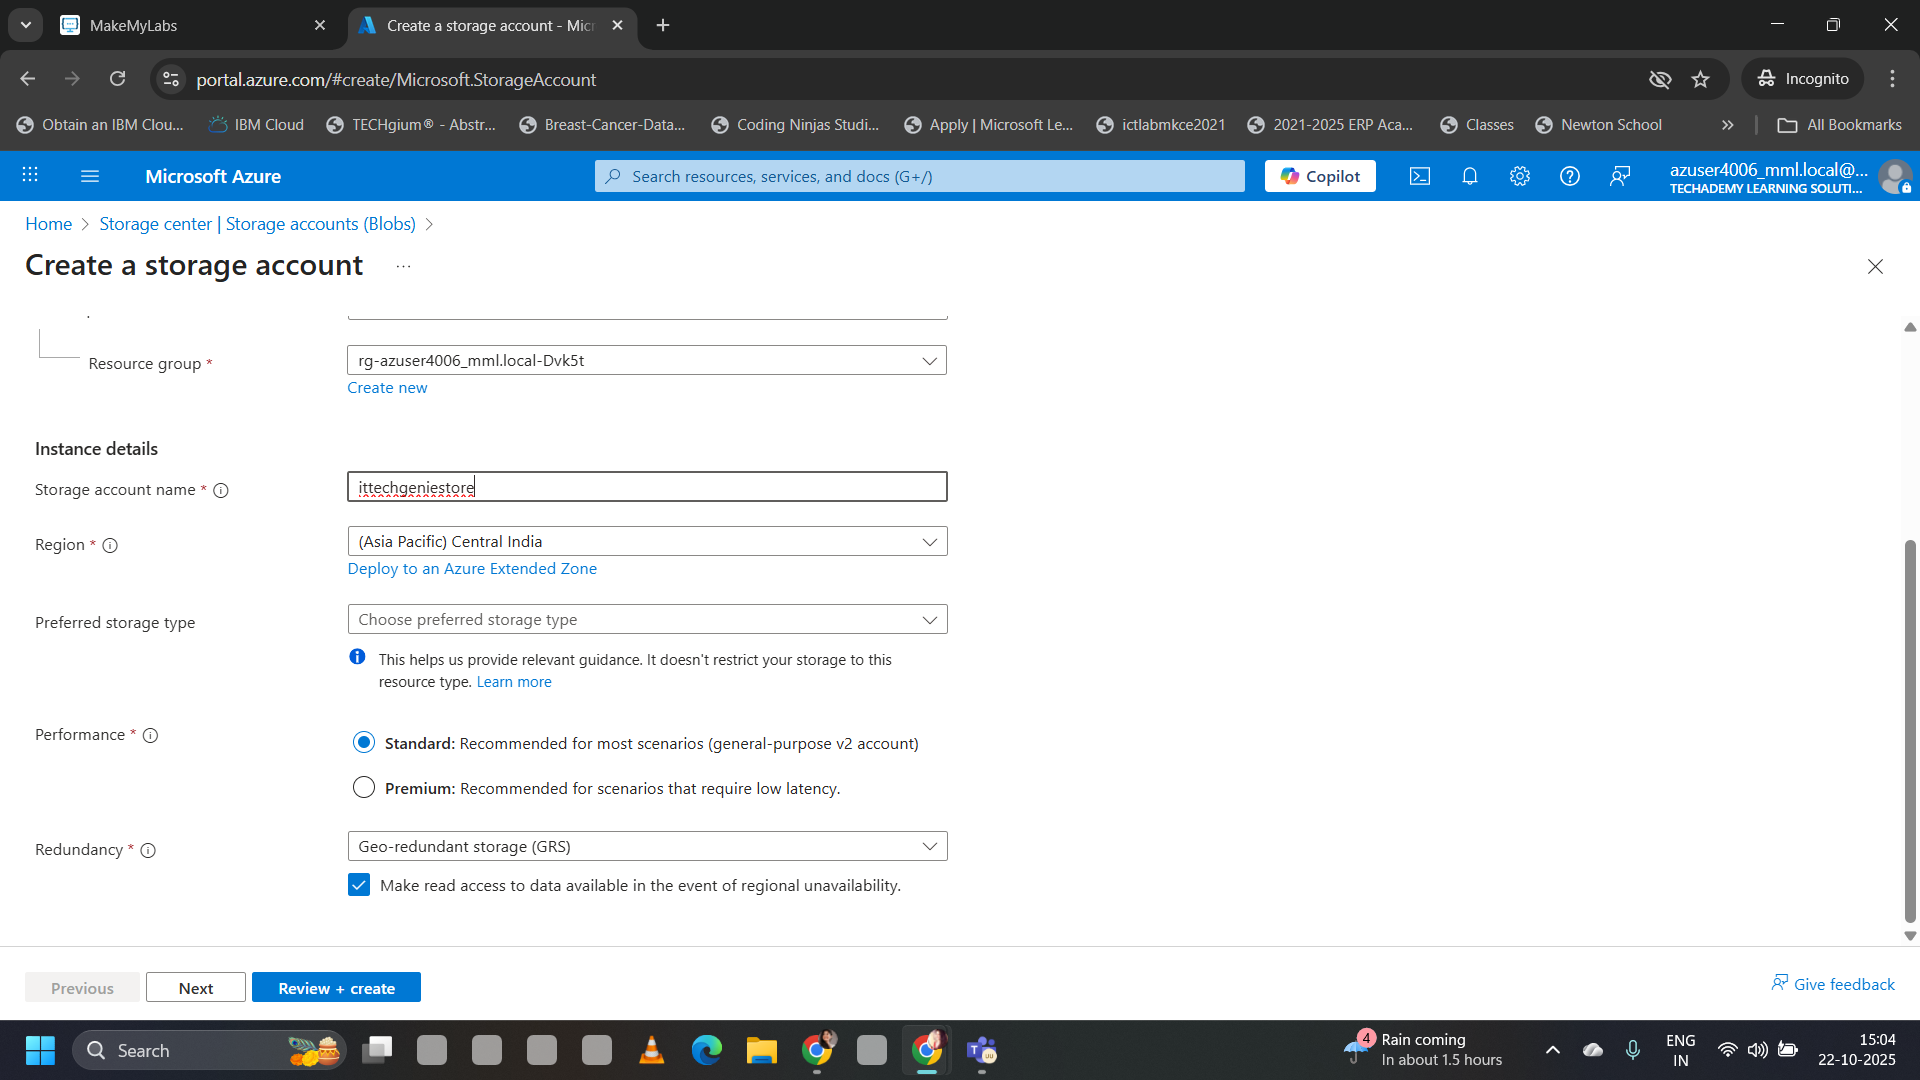 MakeMyLabs
Create a storage account - Mic
portal.azure.com/#create/Microsoft.StorageAccount
Incognito
Obtain an IBM Clou...
IBM Cloud
TECHgium® - Abstr...
Breast-Cancer-Data...
Coding Ninjas Studi...
Apply | Microsoft Le...
ictlabmkce2021
2021-2025 ERP Aca...
Classes
Newton School
All Bookmarks
Microsoft Azure
Search resources, services, and docs (G+/)
Copilot
azuser4006_mml.local@...
TECHADEMY LEARNING SOLUTI...
Home > Storage center | Storage accounts (Blobs) >
Create a storage account ...
Resource group *
rg-azuser4006_mml.local-Dvk5t
Create new
Instance details
Storage account name *
ittechgeniestore
Region *
(Asia Pacific) Central India
Deploy to an Azure Extended Zone
Preferred storage type
Choose preferred storage type
This helps us provide relevant guidance. It doesn't restrict your storage to this
resource type. Learn more
Performance *
Standard: Recommended for most scenarios (general-purpose v2 account)
Premium: Recommended for scenarios that require low latency.
Redundancy *
Geo-redundant storage (GRS)
Make read access to data available in the event of regional unavailability.
Previous
Next
Review + create
Give feedback
Search
4
Rain coming
In about 1.5 hours
ENG
IN
15:04
22-10-2025